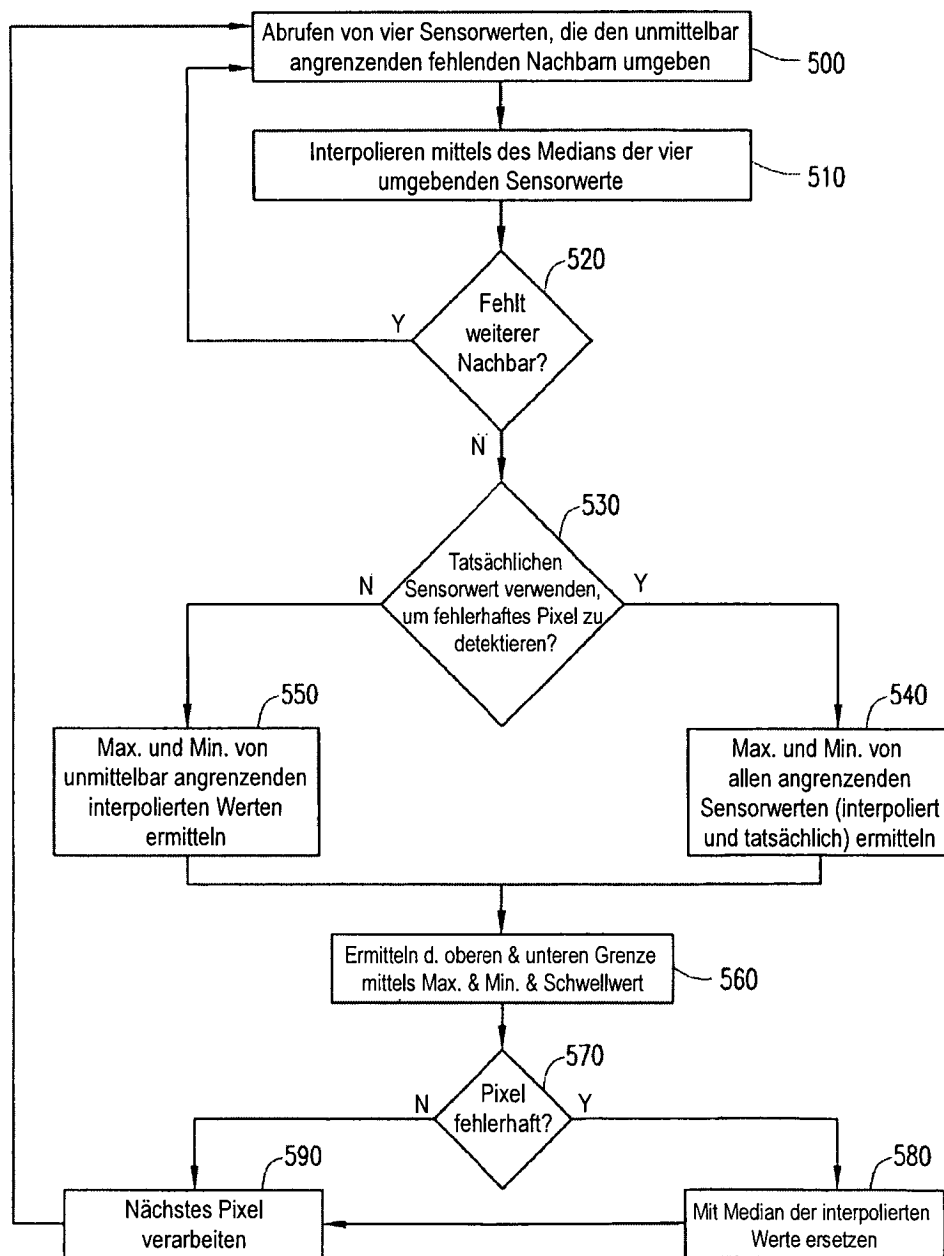 Abrufen von vier Sensorwerten, die den unmittelbar
angrenzenden fehlenden Nachbarn umgeben
500
Interpolieren mittels des Medians der vier
umgebenden Sensorwerte
510
520
Fehlt
weiterer
Nachbar?
Y
N
530
Tatsächlichen
Sensorwert verwenden,
um fehlerhaftes Pixel zu
detektieren?
N
Y
550
Max. und Min. von
unmittelbar angrenzenden
interpolierten Werten
ermitteln
540
Max. und Min. von
allen angrenzenden
Sensorwerten (interpoliert
und tatsächlich) ermitteln
Ermitteln d. oberen & unteren Grenze
mittels Max. & Min. & Schwellwert
560
570
Pixel
fehlerhaft?
N
Y
590
Nächstes Pixel
verarbeiten
580
Mit Median der interpolierten
Werte ersetzen